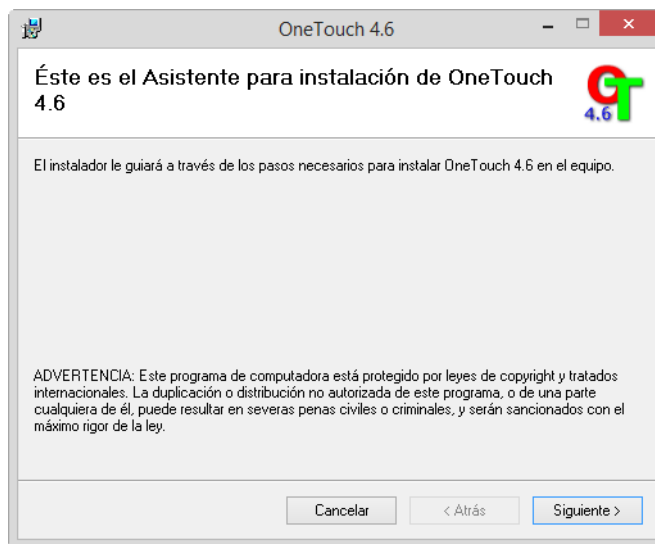 OneTouch 4.6
Éste es el Asistente para instalación de OneTouch
4.6
OT
4.6
El instalador le guiará a través de los pasos necesarios para instalar OneTouch 4.6 en el equipo.
ADVERTENCIA: Este programa de computadora está protegido por leyes de copyright y tratados
internacionales. La duplicación o distribución no autorizada de este programa, o de una parte
cualquiera de él, puede resultar en severas penas civiles o criminales, y serán sancionados con el
máximo rigor de la ley.
Cancelar
< Atrás
Siguiente >